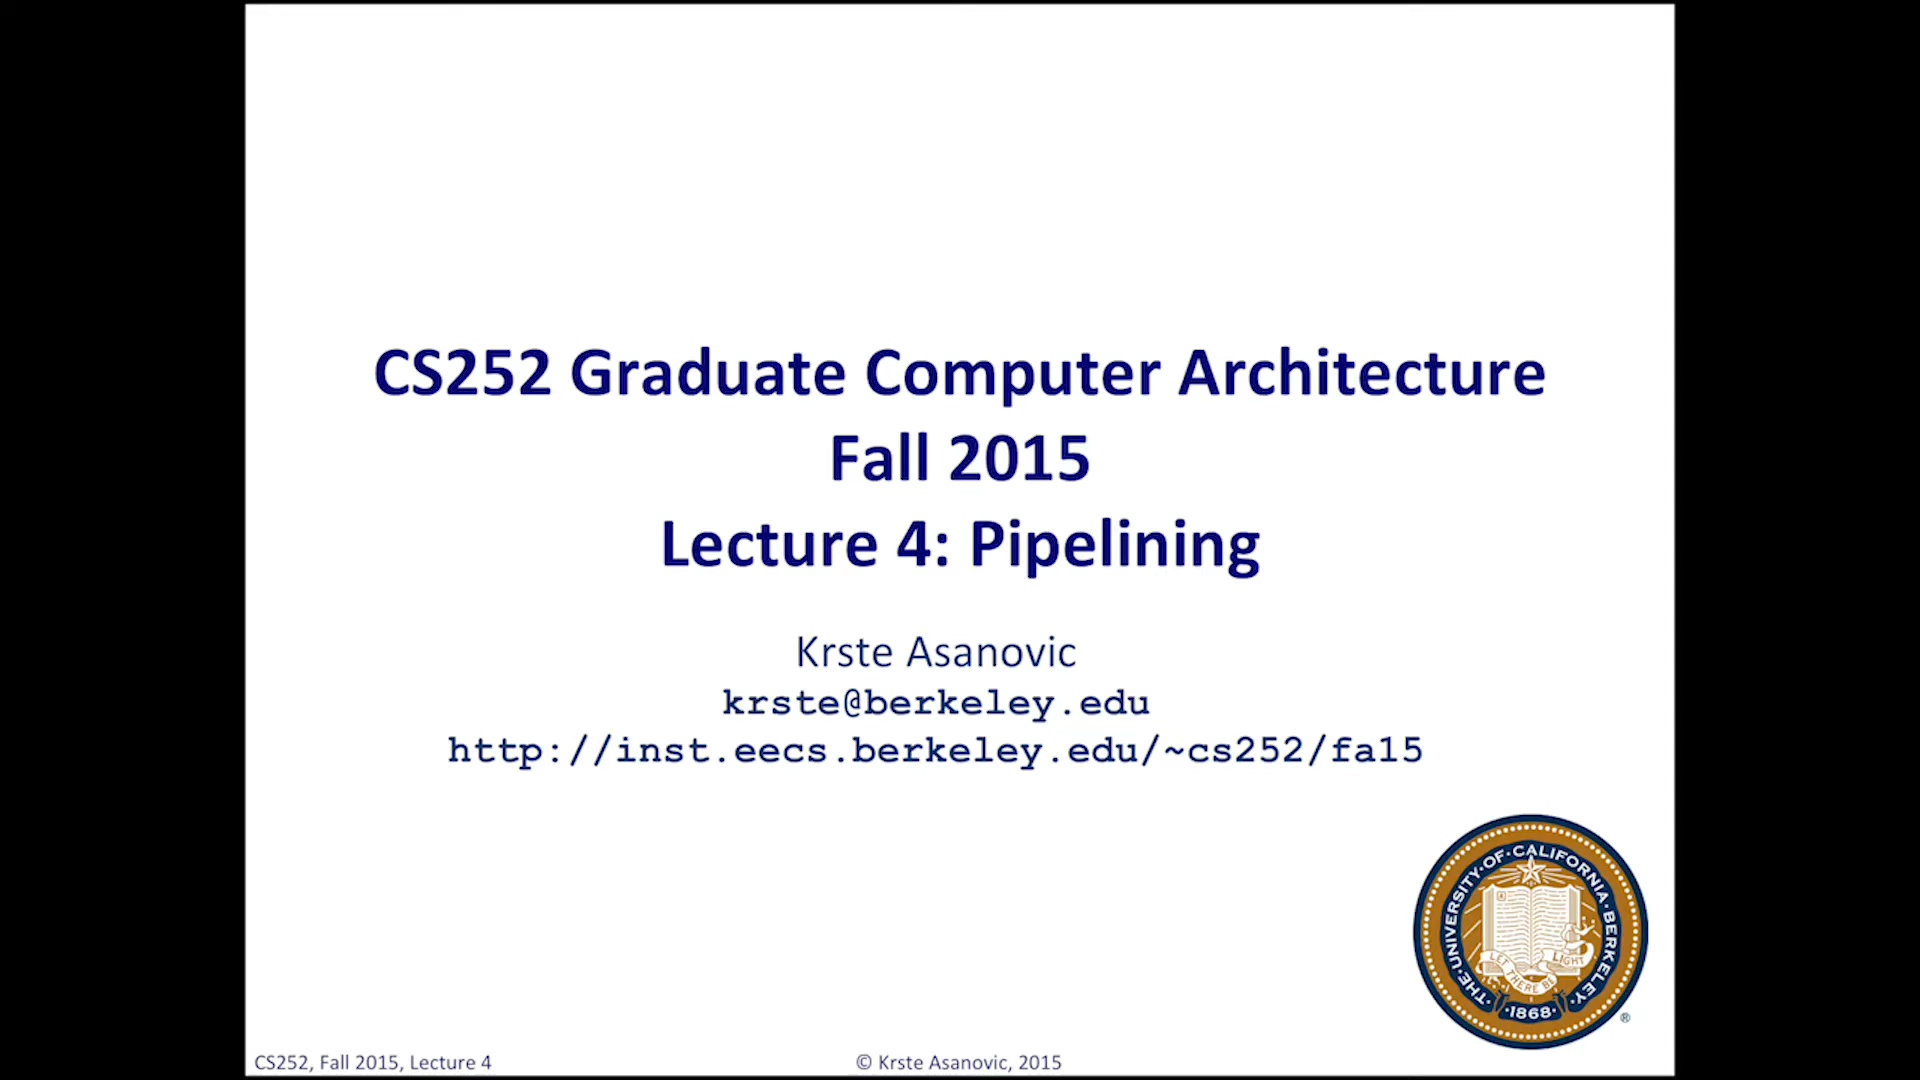 CS252 Graduate Computer Architecture
Fall 2015
Lecture 4: Pipelining
Krste Asanovic
krste@berkeley.edu
http://inst.eecs.berkeley.edu/~cs252/fa15
THE·UNIVERSITY·OF·CALIFORNIA·BERKELEY
LET THERE BE LIGHT
·1868·
®
CS252, Fall 2015, Lecture 4
© Krste Asanovic, 2015